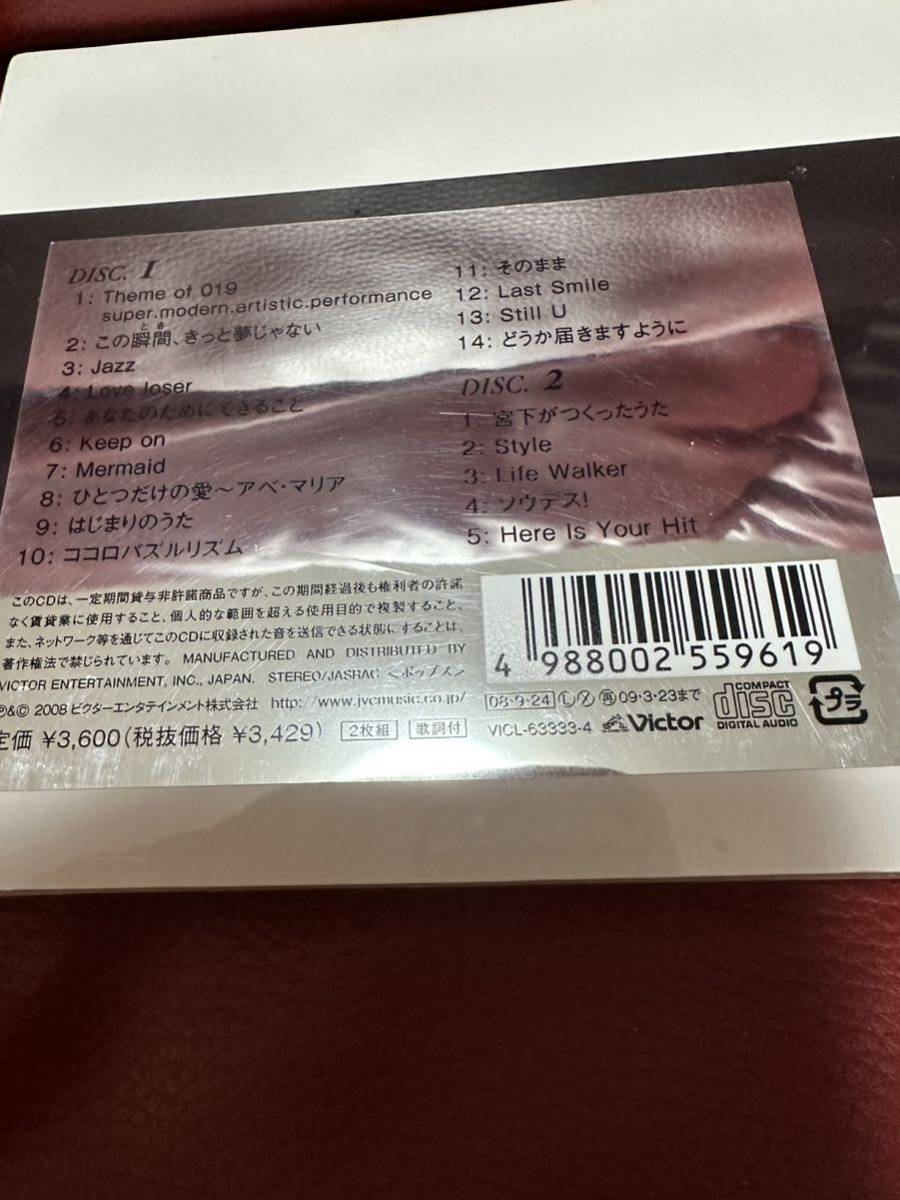 DISC. I
1: Theme of 019
super.modern.artistic.performance
とき
2: この瞬間、きっと夢じゃない
3: Jazz
4: Love loser
5: あなたのためにできること
6: Keep on
7: Mermaid
8: ひとつだけの愛～アベ・マリア
9: はじまりのうた
10: ココロパズルリズム
11: そのまま
12: Last Smile
13: Still U
14: どうか届きますように
DISC. 2
1: 宮下がつくったうた
2: Style
3: Life Walker
4: ソウデス!
5: Here Is Your Hit
このCDは、一定期間貸与非許諾商品ですが、この期間経過後も権利者の許諾
なく賃貸業に使用すること、個人的な範囲を超える使用目的で複製すること、
また、ネットワーク等を通じてこのCDに収録された音を送信できる状態にすることは、
著作権法で禁じられています。 MANUFACTURED AND DISTRIBUTED BY
VICTOR ENTERTAINMENT, INC., JAPAN. STEREO/JASRAC <ポップス>
Ⓟ&Ⓒ 2008 ビクターエンタテインメント株式会社 http://www.jvcmusic.co.jp/
定価 ¥3,600(税抜価格 ¥3,429) 2枚組 歌詞付
4 988002 559619
08・9・24 Ⓛ Ⓧ 再 09・3・23まで
VICL-63333-4 Victor
COMPACT
disc
DIGITAL AUDIO
プラ